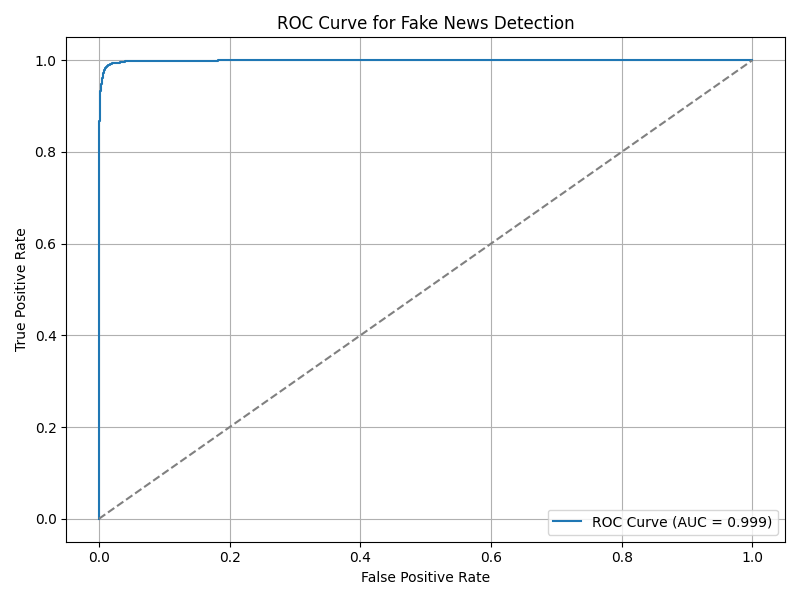 ROC Curve for Fake News Detection
True Positive Rate
1.0
0.8
0.6
0.4
0.2
0.0
0.0 0.2 0.4 0.6 0.8 1.0
False Positive Rate
ROC Curve (AUC = 0.999)